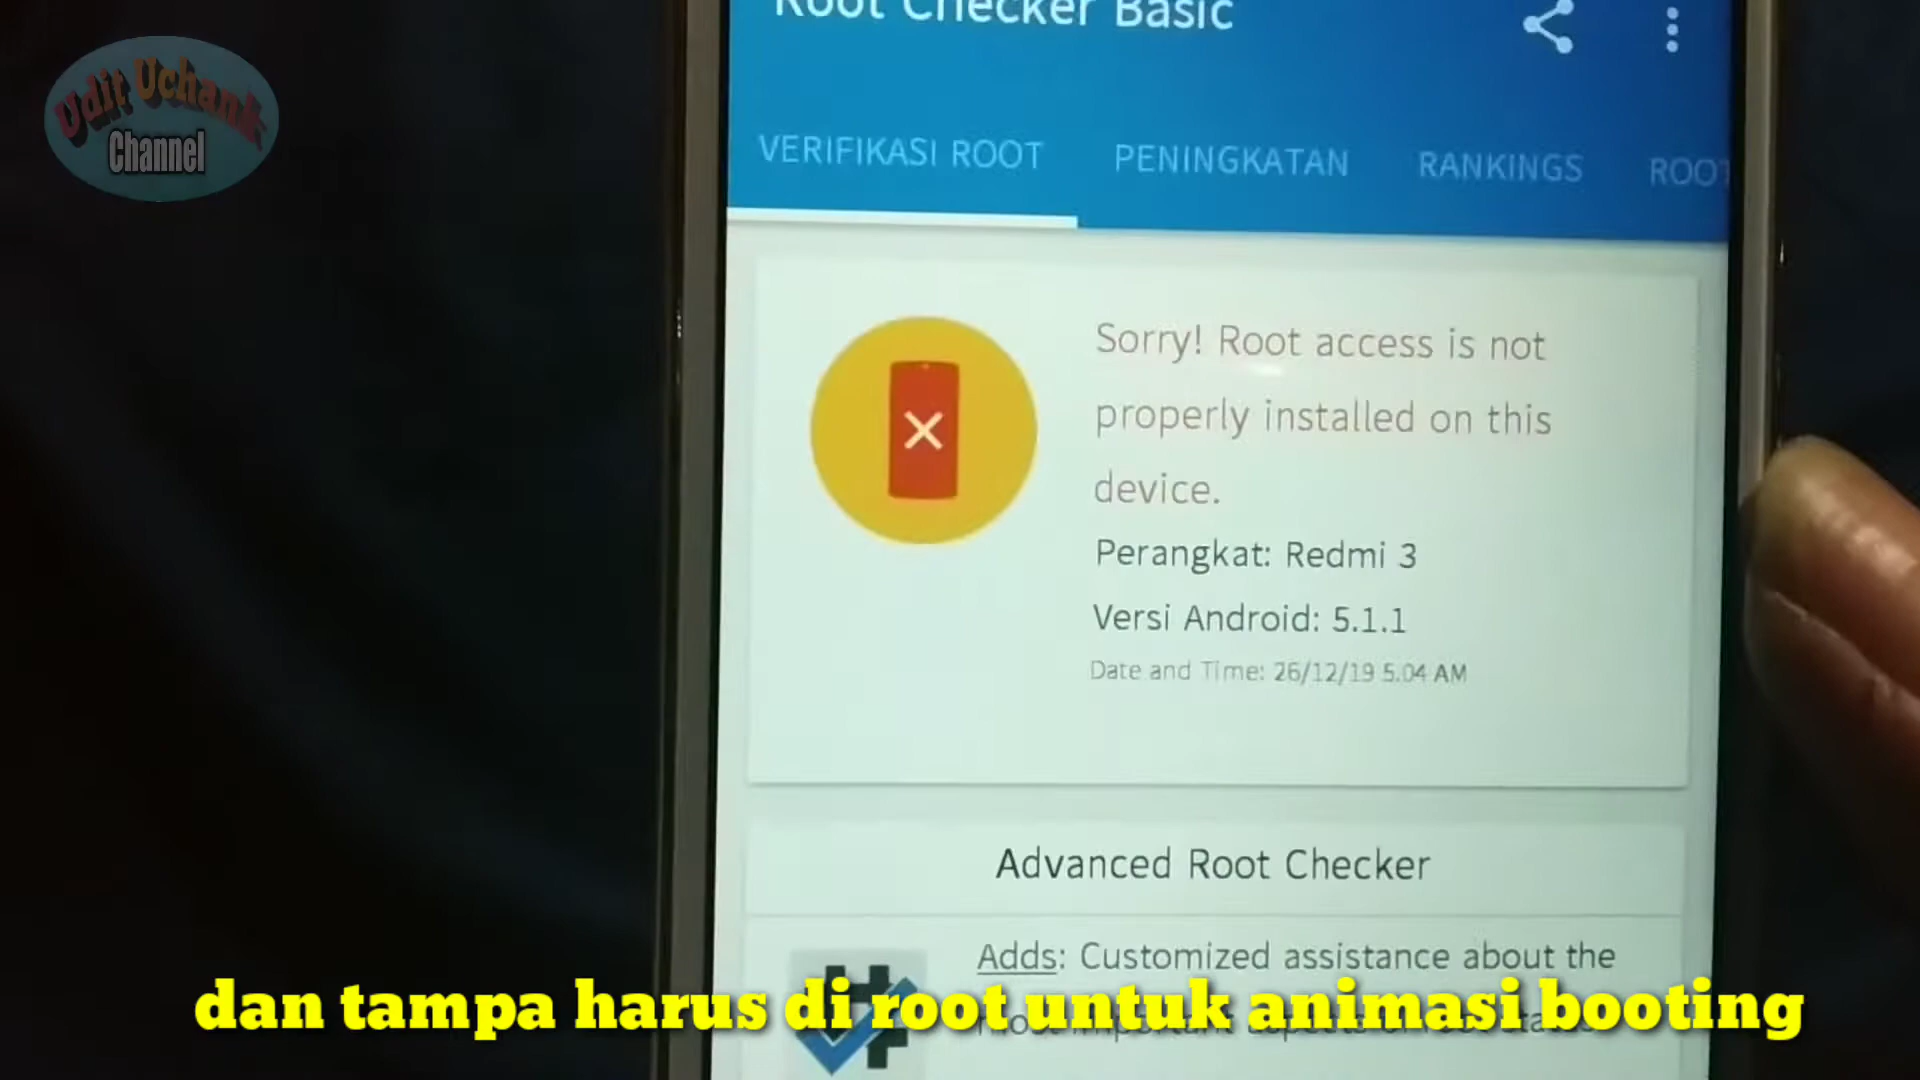 Root Checker Basic
Udit Uchank
Channel
VERIFIKASI ROOT
PENINGKATAN
RANKINGS
ROOT
Sorry! Root access is not
properly installed on this
device.
Perangkat: Redmi 3
Versi Android: 5.1.1
Date and Time: 26/12/19 5.04 AM
Advanced Root Checker
Adds: Customized assistance about the
dan tampa harus di root untuk animasi booting